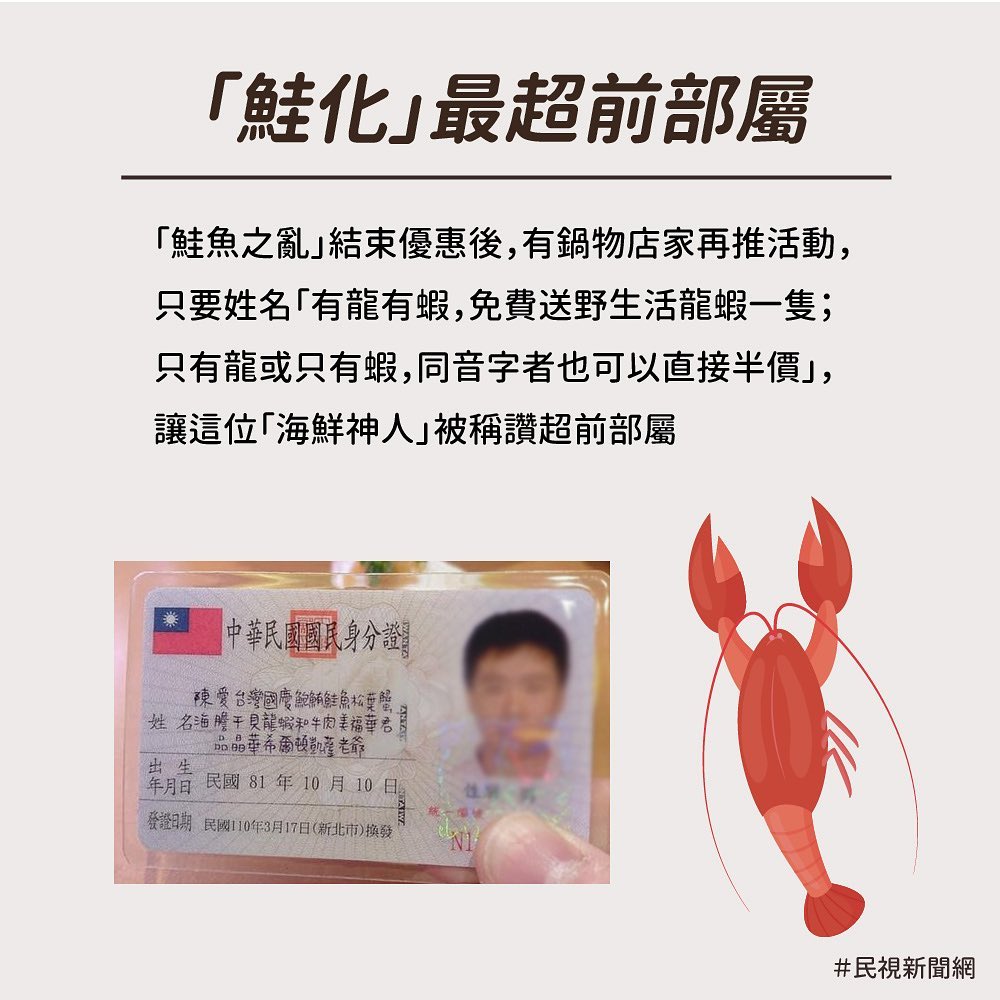 「鮭化」最超前部屬
「鮭魚之亂」結束優惠後,有鍋物店家再推活動,
只要姓名「有龍有蝦,免費送野生活龍蝦一隻;
只有龍或只有蝦,同音字者也可以直接半價」,
讓這位「海鮮神人」被稱讚超前部屬
中華民國國民身分證
陳愛台灣國慶鮑鮪鮭魚松葉蟹
姓 名 海膽干貝龍蝦和牛肉美福華君
品晶華希爾頓凱薩老爺
出 生
年月日 民國 81 年 10 月 10 日
發證日期 民國110年3月17日(新北市)換發
#民視新聞網